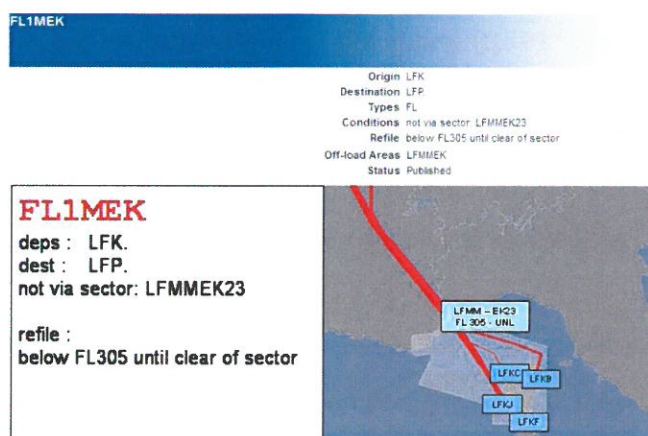 FL1MEK
Origin LFK
Destination LFP.
Types FL
Conditions not via sector: LFMMEK23
Refile below FL305 until clear of sector
Off-load Areas LFMMEK
Status Published
FL1MEK
deps : LFK.
dest : LFP.
not via sector: LFMMEK23
refile :
below FL305 until clear of sector
LFMM – EK23
FL 305 - UNL
LFKC
LFKB
LFKJ
LFKF